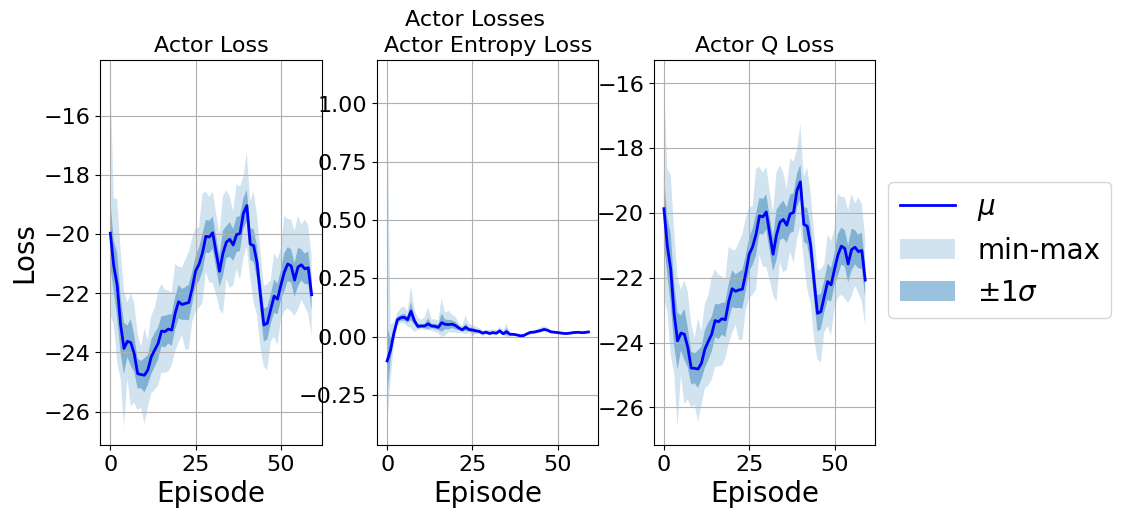 Actor Losses
Actor Loss
Actor Entropy Loss
Actor Q Loss
Loss
−16
−18
−20
−22
−24
−26
0
25
50
Episode
1.00
0.75
0.50
0.25
0.00
−0.25
0
25
50
Episode
−16
−18
−20
−22
−24
−26
0
25
50
Episode
μ
min-max
±1σ